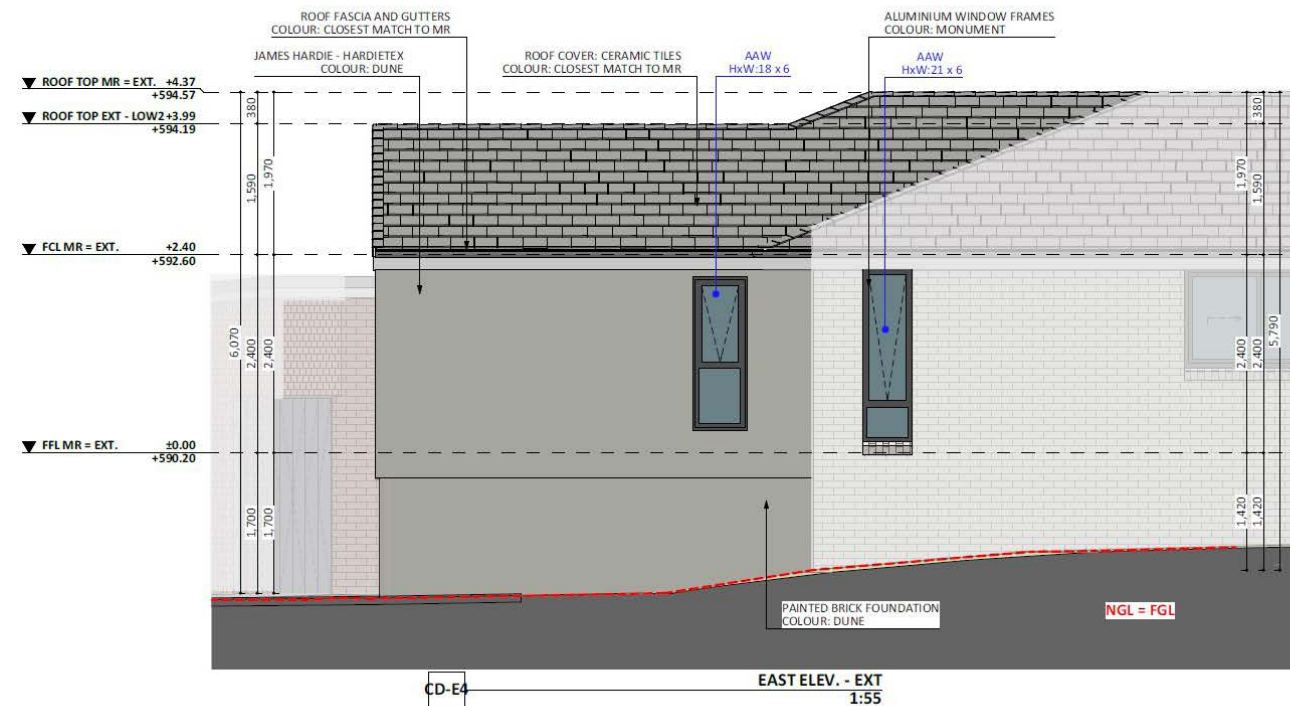 ROOF FASCIA AND GUTTERS
COLOUR: CLOSEST MATCH TO MR
ALUMINIUM WINDOW FRAMES
COLOUR: MONUMENT
JAMES HARDIE - HARDIETEX
COLOUR: DUNE
ROOF COVER: CERAMIC TILES
COLOUR: CLOSEST MATCH TO MR
AAW
HxW:18 x 6
AAW
HxW:21 x 6
ROOF TOP MR = EXT. +4.37
+594.57
ROOF TOP EXT - LOW2 +3.99
+594.19
FCL MR = EXT. +2.40
+592.60
FFL MR = EXT. ±0.00
+590.20
380
1,590
1,970
6,070
2,400
2,400
1,700
1,700
380
1,970
1,590
2,400
2,400
5,790
1,420
1,420
PAINTED BRICK FOUNDATION
COLOUR: DUNE
NGL = FGL
CD-E4
EAST ELEV. - EXT
1:55